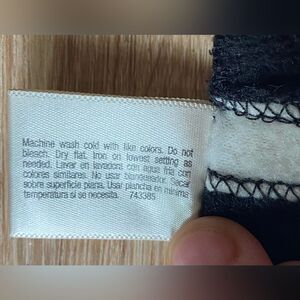 Machine wash cold with like colors. Do not
bleach. Dry flat. Iron on lowest setting as
needed. Lavar en lavadora con agua fria con
colores similares. No usar blanqueador. Secar
sobre superficie plana. Usar plancha en minima
temperatura si se necesita. 743385